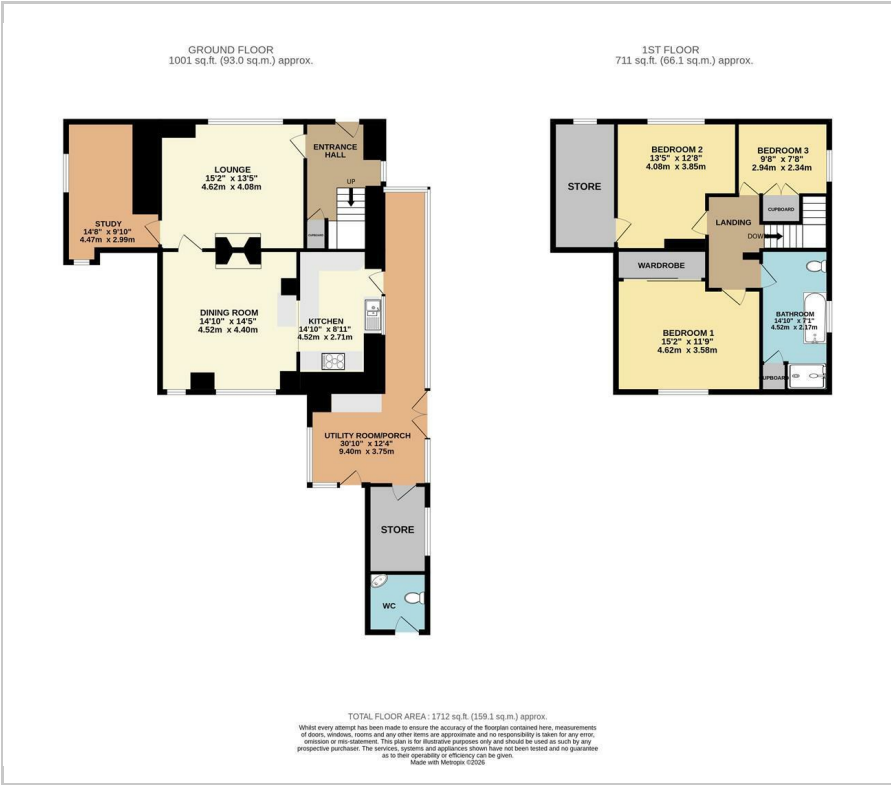 GROUND FLOOR
1001 sq.ft. (93.0 sq.m.) approx.
1ST FLOOR
711 sq.ft. (66.1 sq.m.) approx.
ENTRANCE
HALL
UP
LOUNGE
15'2" x 13'5"
4.62m x 4.08m
STUDY
14'8" x 9'10"
4.47m x 2.99m
CUPBOARD
DINING ROOM
14'10" x 14'5"
4.52m x 4.40m
KITCHEN
14'10" x 8'11"
4.52m x 2.71m
UTILITY ROOM/PORCH
30'10" x 12'4"
9.40m x 3.75m
STORE
WC
STORE
BEDROOM 2
13'5" x 12'8"
4.08m x 3.85m
BEDROOM 3
9'8" x 7'8"
2.94m x 2.34m
CUPBOARD
LANDING
DOWN
WARDROBE
BEDROOM 1
15'2" x 11'9"
4.62m x 3.58m
BATHROOM
14'10" x 7'1"
4.52m x 2.17m
CUPBOARD
TOTAL FLOOR AREA : 1712 sq.ft. (159.1 sq.m.) approx.
Whilst every attempt has been made to ensure the accuracy of the floorplan contained here, measurements
of doors, windows, rooms and any other items are approximate and no responsibility is taken for any error,
omission or mis-statement. This plan is for illustrative purposes only and should be used as such by any
prospective purchaser. The services, systems and appliances shown have not been tested and no guarantee
as to their operability or efficiency can be given.
Made with Metropix ©2026